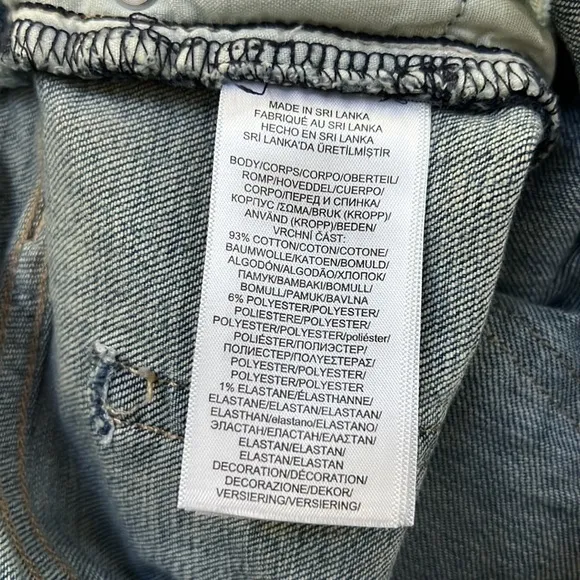 MADE IN SRI LANKA
FABRIQUÉ AU SRI LANKA
HECHO EN SRI LANKA
SRİ LANKA'DA ÜRETİLMİŞTİR
BODY/CORPS/CORPO/OBERTEIL/
ROMP/HOVEDDEL/CUERPO/
CORPO/ПЕРЕД И СПИНКА/
КОРПУС /ΣΩΜΑ/BRUK (KROPP)/
ANVÄND (KROPP)/BEDEN/
VRCHNÍ ČÁST:
93% COTTON/COTON/COTONE/
BAUMWOLLE/KATOEN/BOMULD/
ALGODÓN/ALGODÃO/ХЛОПОК/
ПАМУК/ΒΑΜΒΑΚΙ/BOMULL/
BOMULL/PAMUK/BAVLNA
6% POLYESTER/POLYESTER/
POLIESTERE/POLYESTER/
POLYESTER/POLYESTER/poliéster/
POLIÉSTER/ПОЛИЭСТЕР/
ПОЛИЕСТЕР/ΠΟΛΥΕΣΤΕΡΑΣ/
POLYESTER/POLYESTER/
POLYESTER/POLYESTER
1% ELASTANE/ÉLASTHANNE/
ELASTANE/ELASTAN/ELASTAAN/
ELASTHAN/elastano/ELASTANO/
ЭЛАСТАН/ЕЛАСТАН/ΕΛΑΣΤΑΝ/
ELASTAN/ELASTAN/
ELASTAN/ELASTAN
DECORATION/DÉCORATION/
DECORAZIONE/DEKOR/
VERSIERING/VERSIERING/